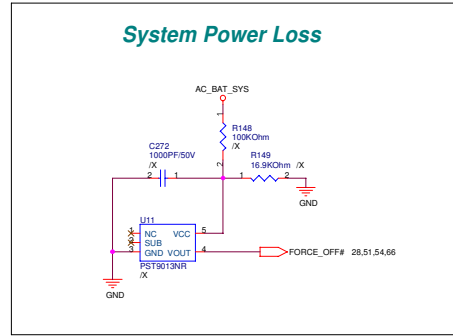 System Power Loss
AC_BAT_SYS
1
R148
100KOhm
/X
2
C272
1000PF/50V
/X
2 1
R149
16.9KOhm /X
1 2
GND
U11
1 NC VCC 5
2 SUB
3 GND VOUT 4
PST9013NR
/X
FORCE_OFF# 28,51,54,66
GND